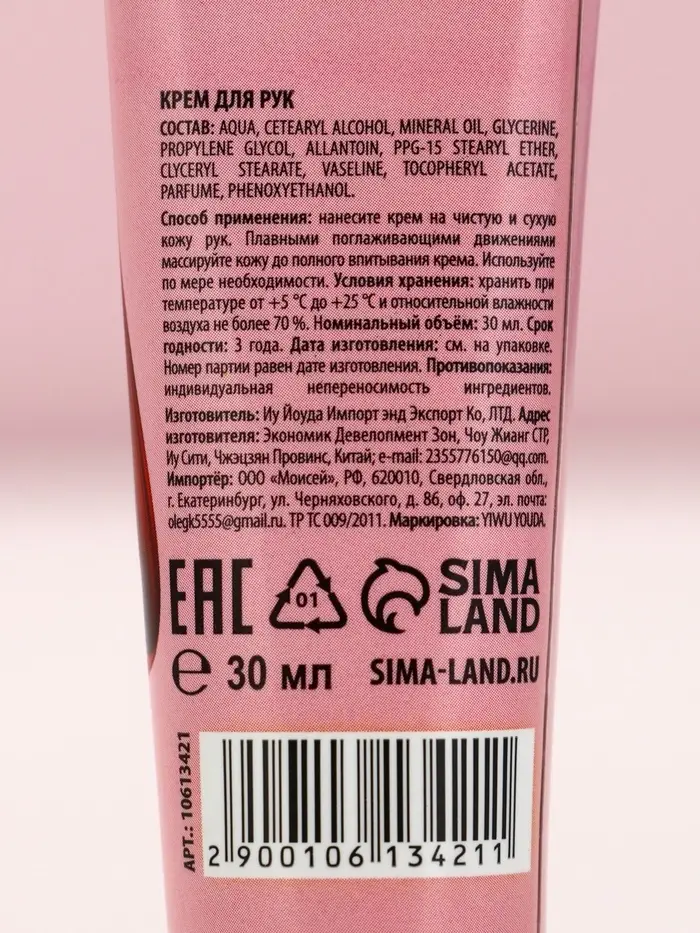 КРЕМ ДЛЯ РУК
СОСТАВ: AQUA, CETEARYL ALCOHOL, MINERAL OIL, GLYCERINE,
PROPYLENE GLYCOL, ALLANTOIN, PPG-15 STEARYL ETHER,
GLYCERYL STEARATE, VASELINE, TOCOPHERYL ACETATE,
PARFUME, PHENOXYETHANOL.
Способ применения: нанесите крем на чистую и сухую
кожу рук. Плавными поглаживающими движениями
массируйте кожу до полного впитывания крема. Используйте
по мере необходимости. Условия хранения: хранить при
температуре от +5 °C до +25 °C и относительной влажности
воздуха не более 70 %. Номинальный объём: 30 мл. Срок
годности: 3 года. Дата изготовления: см. на упаковке.
Номер партии равен дате изготовления. Противопоказания:
индивидуальная непереносимость ингредиентов.
Изготовитель: Иу Йоуда Импорт энд Экспорт Ко, ЛТД. Адрес
изготовителя: Экономик Девелопмент Зон, Чоу Жианг СТР,
Иу Сити, Чжэцзян Провинс, Китай; e-mail: 2355776150@qq.com.
Импортёр: ООО «Моисей», РФ, 620010, Свердловская обл.,
г. Екатеринбург, ул. Черняховского, д. 86, оф. 27, эл. почта:
olegk5555@gmail.ru. ТР ТС 009/2011. Маркировка: YIWU YOUDA.
EAC
01
SIMA
LAND
℮ 30 мл
SIMA-LAND.RU
АРТ.: 10613421
2 900106 134211